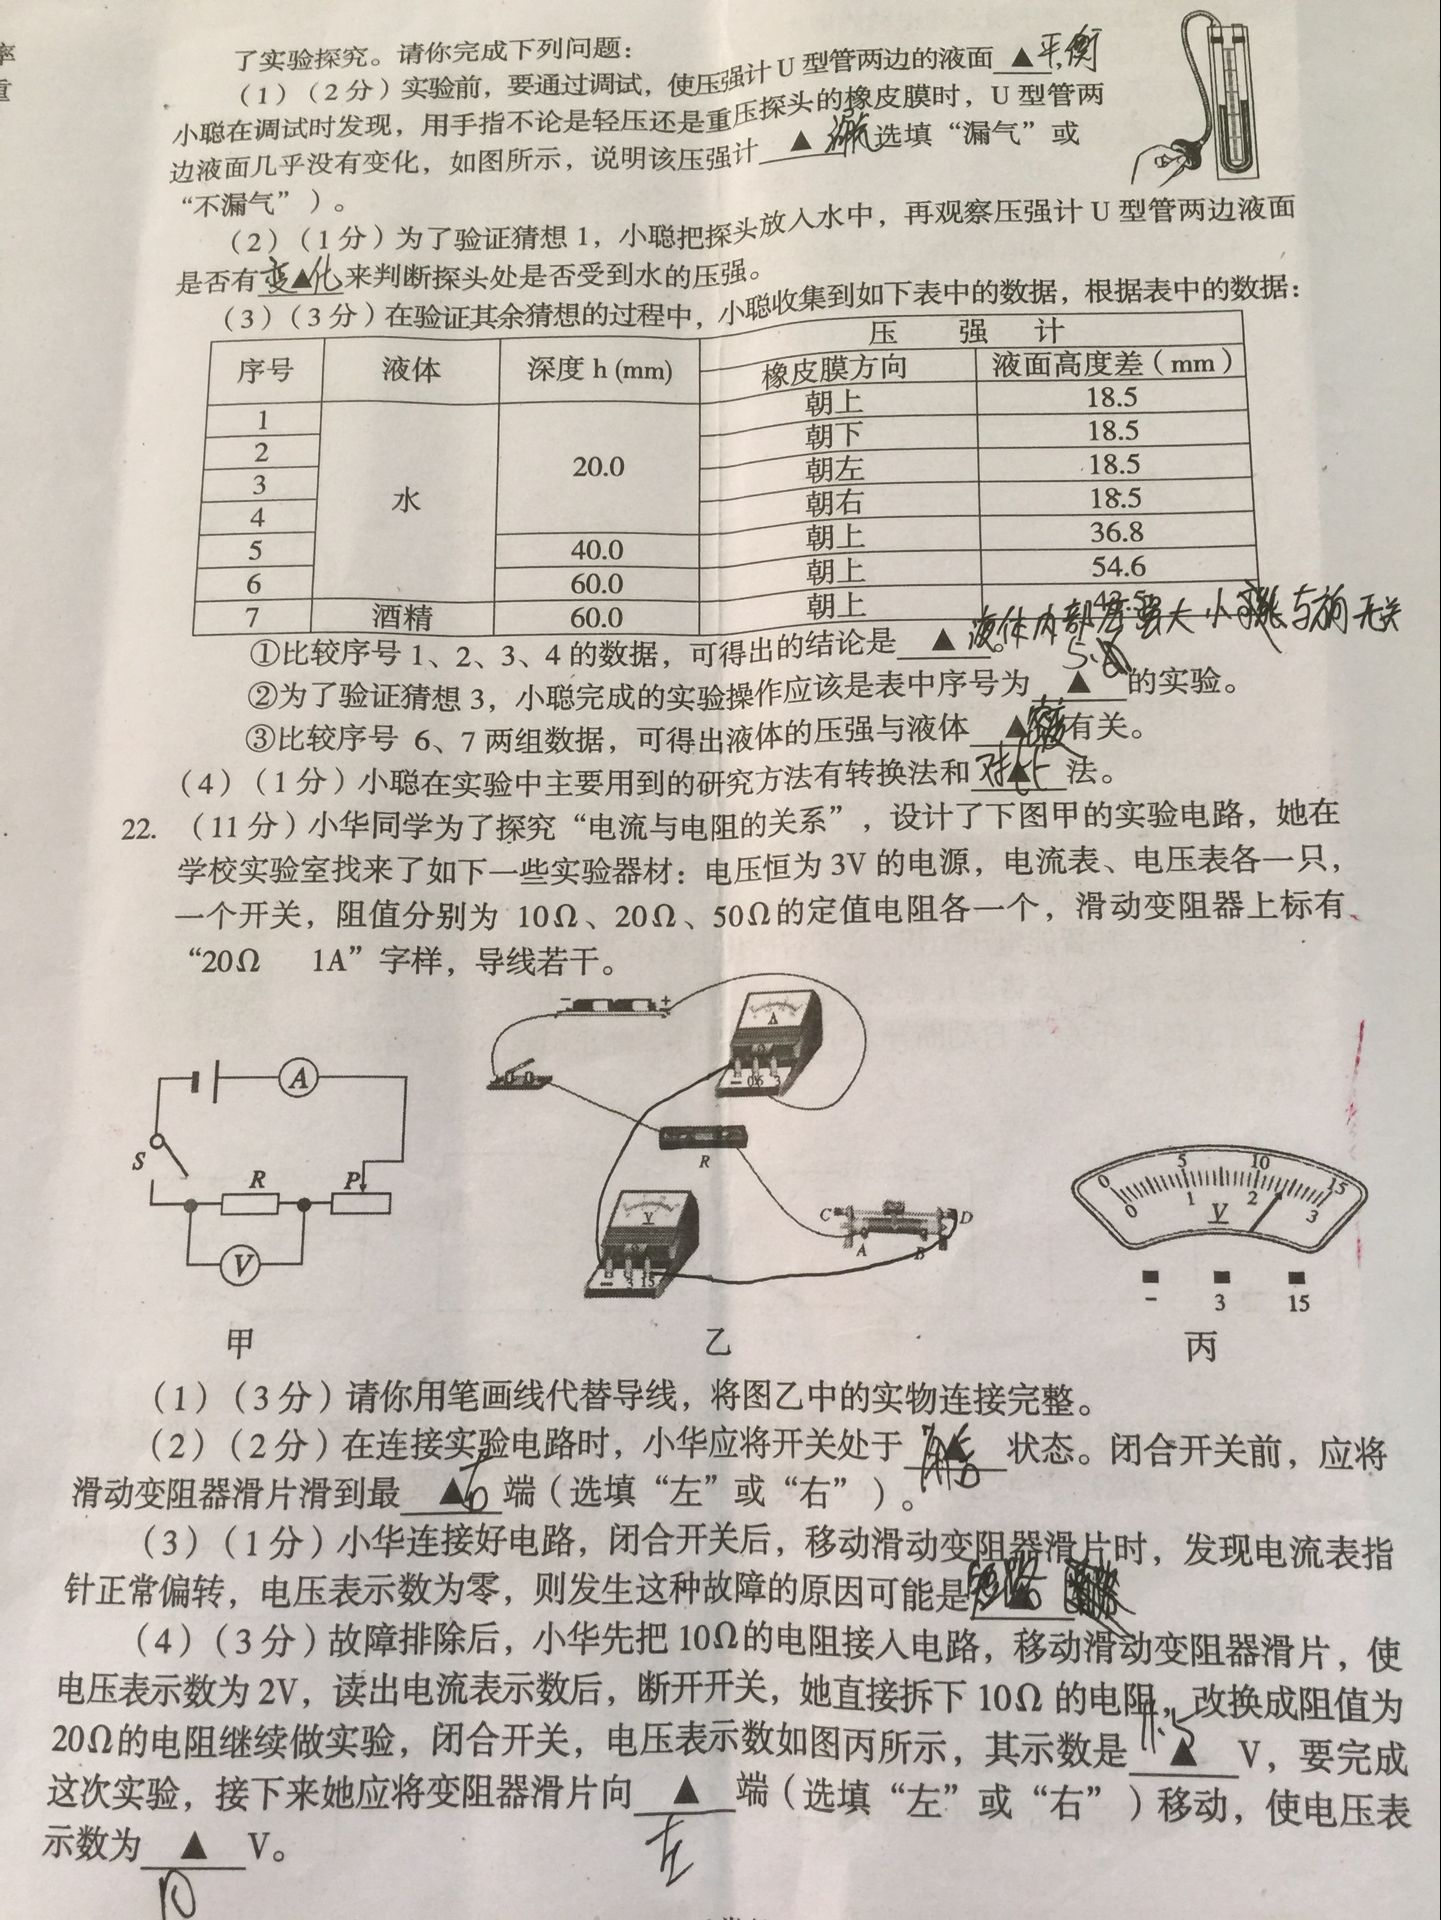 了实验探究。请你完成下列问题：
（1）（2分）实验前，要通过调试，使压强计U型管两边的液面▲平衡，
小聪在调试时发现，用手指不论是轻压还是重压探头的橡皮膜时，U型管两
边液面几乎没有变化，如图所示，说明该压强计▲选填“漏气”或
“不漏气”）。
（2）（1分）为了验证猜想1，小聪把探头放入水中，再观察压强计U型管两边液面
是否有变▲化来判断探头处是否受到水的压强。
（3）（3分）在验证其余猜想的过程中，小聪收集到如下表中的数据，根据表中的数据：
序号 液体 深度h(mm) 压强计
橡皮膜方向 液面高度差（mm）
1 水 20.0 朝上 18.5
2 朝下 18.5
3 朝左 18.5
4 朝右 18.5
5 40.0 朝上 36.8
6 60.0 朝上 54.6
7 酒精 60.0 朝上
液体内部压强大小与方向无关
①比较序号1、2、3、4的数据，可得出的结论是▲。
②为了验证猜想3，小聪完成的实验操作应该是表中序号为▲的实验。
③比较序号 6、7两组数据，可得出液体的压强与液体▲有关。
（4）（1分）小聪在实验中主要用到的研究方法有转换法和对▲比法。
22. （11分）小华同学为了探究“电流与电阻的关系”，设计了下图甲的实验电路，她在
学校实验室找来了如下一些实验器材：电压恒为3V的电源，电流表、电压表各一只，
一个开关，阻值分别为 10Ω、20Ω、50Ω的定值电阻各一个，滑动变阻器上标有
“20Ω 1A”字样，导线若干。
− +
A
− 0.6 3
A
S
R
P
V
R
V
− 3 15
C D
A B
0 5 10 15
0 1 2 3
V
− 3 15
甲 乙 丙
（1）（3分）请你用笔画线代替导线，将图乙中的实物连接完整。
（2）（2分）在连接实验电路时，小华应将开关处于▲状态。闭合开关前，应将
滑动变阻器滑片滑到最▲右端（选填“左”或“右”）。
（3）（1分）小华连接好电路，闭合开关后，移动滑动变阻器滑片时，发现电流表指
针正常偏转，电压表示数为零，则发生这种故障的原因可能是▲
（4）（3分）故障排除后，小华先把10Ω的电阻接入电路，移动滑动变阻器滑片，使
电压表示数为2V，读出电流表示数后，断开开关，她直接拆下10Ω的电阻，改换成阻值为
20Ω的电阻继续做实验，闭合开关，电压表示数如图丙所示，其示数是▲11.5V，要完成
这次实验，接下来她应将变阻器滑片向▲端（选填“左”或“右”）移动，使电压表
左
示数为▲V。
10